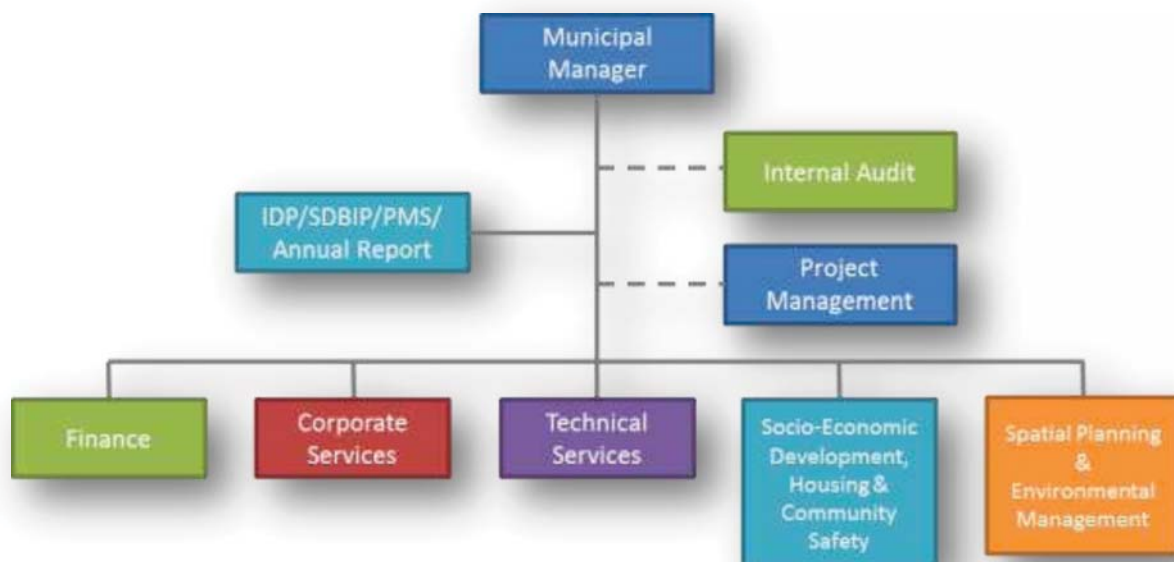 Municipal
Manager
Internal Audit
IDP/SDBIP/PMS/
Annual Report
Project
Management
Finance
Corporate
Services
Technical
Services
Socio-Economic
Development,
Housing &
Community
Safety
Spatial Planning
&
Environmental
Management